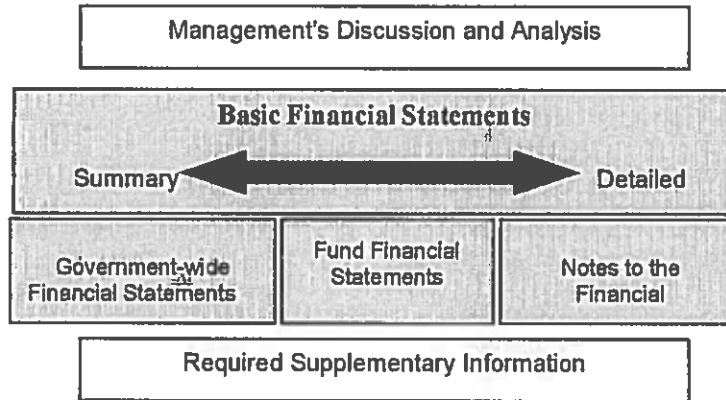 Management's Discussion and Analysis
Basic Financial Statements
Summary
Detailed
Government-wide
Financial Statements
Fund Financial
Statements
Notes to the
Financial
Required Supplementary Information